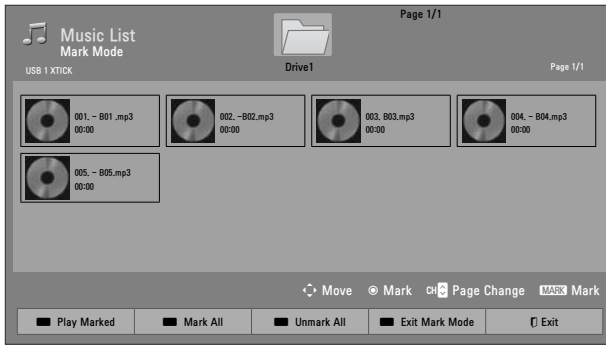 Page 1/1
Music List
Mark Mode
USB 1 XTICK
Drive1
Page 1/1
001. - B01 .mp3
00:00
002. -B02.mp3
00:00
003. B03.mp3
00:00
004. - B04.mp3
00:00
005. - B05.mp3
00:00
Move
Mark
CH Page Change
MARK Mark
Play Marked
Mark All
Unmark All
Exit Mark Mode
Exit